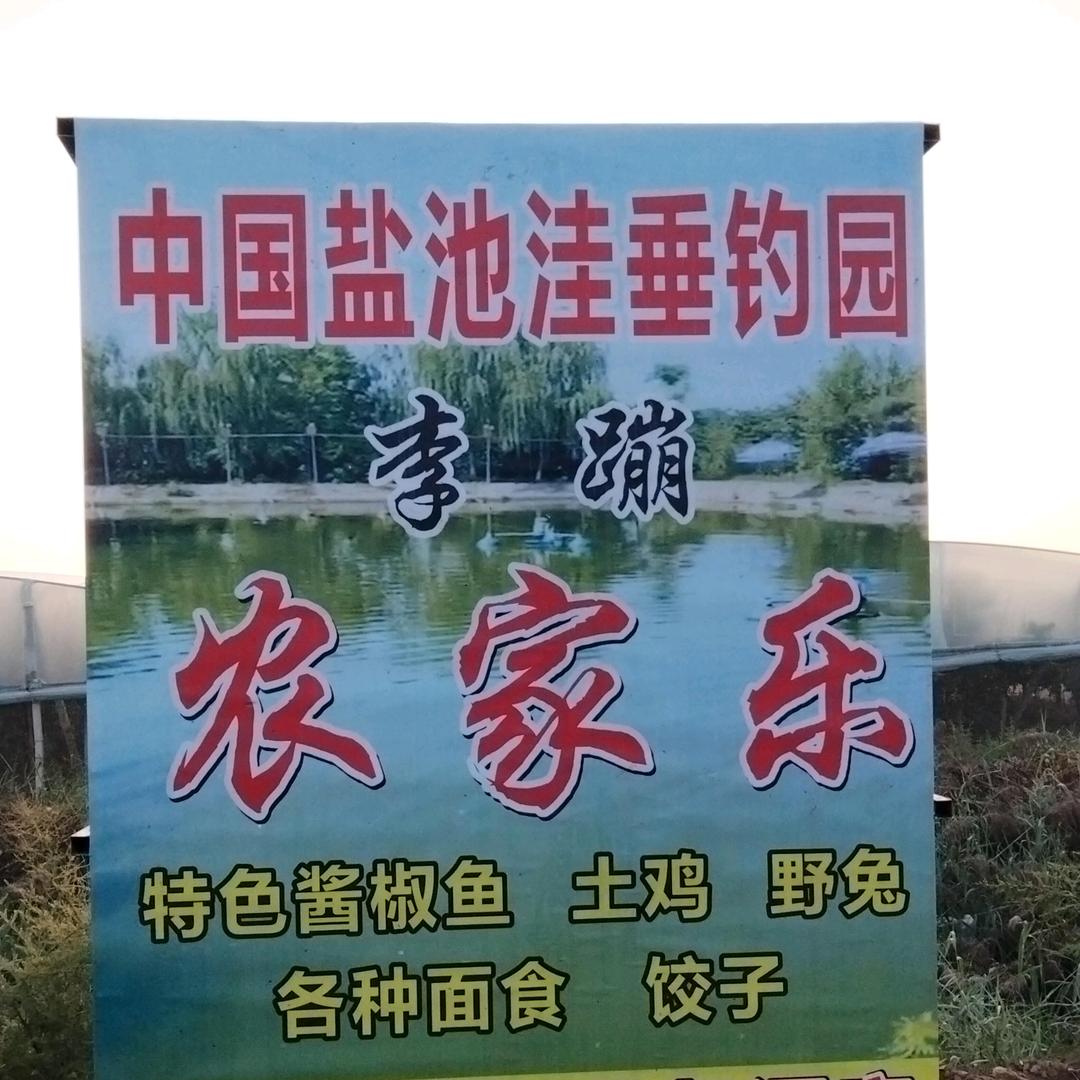 中国盐池洼垂钓园
李 蹦
农 家 乐
特色酱椒鱼 土鸡 野兔
各种面食 饺子